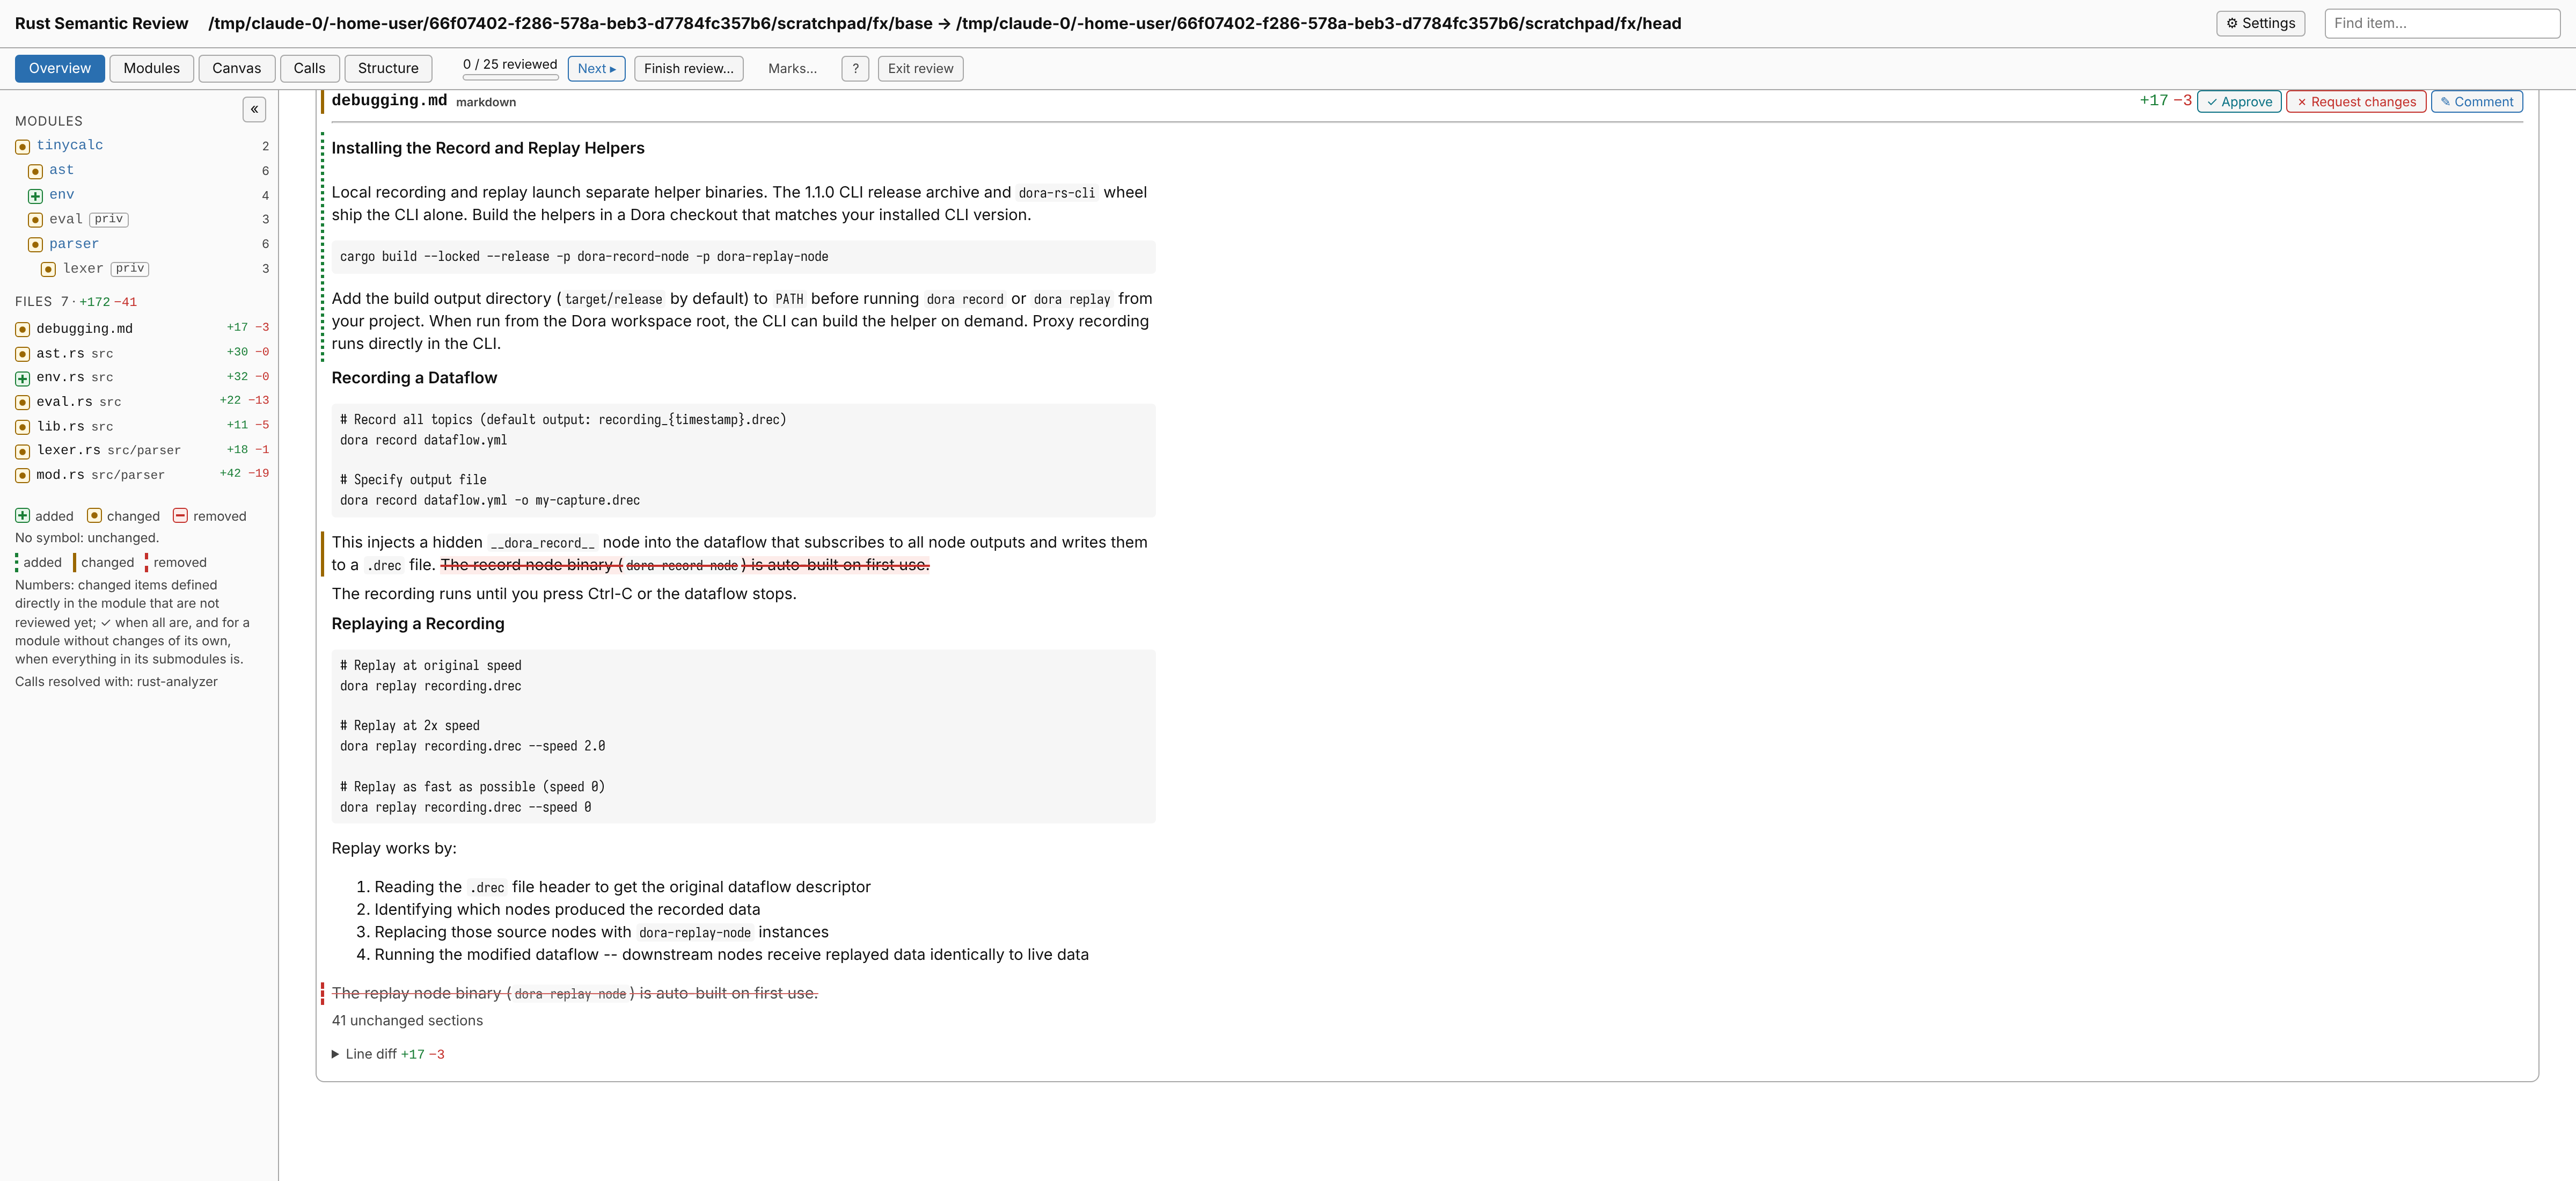 Rust Semantic Review /tmp/claude-0/-home-user/66f07402-f286-578a-beb3-d7784fc357b6/scratchpad/fx/base → /tmp/claude-0/-home-user/66f07402-f286-578a-beb3-d7784fc357b6/scratchpad/fx/head ⚙ Settings Find item...
Overview Modules Canvas Calls Structure 0 / 25 reviewed Next ▸ Finish review... Marks... ? Exit review
«
MODULES
tinycalc 2
ast 6
env 4
eval priv 3
parser 6
lexer priv 3
FILES 7 · +172 −41
debugging.md +17 −3
ast.rs src +30 −0
env.rs src +32 −0
eval.rs src +22 −13
lib.rs src +11 −5
lexer.rs src/parser +18 −1
mod.rs src/parser +42 −19
added changed removed
No symbol: unchanged.
added changed removed
Numbers: changed items defined
directly in the module that are not
reviewed yet; ✓ when all are, and for a
module without changes of its own,
when everything in its submodules is.
Calls resolved with: rust-analyzer
debugging.md markdown +17 −3 ✓ Approve × Request changes ✎ Comment
Installing the Record and Replay Helpers
Local recording and replay launch separate helper binaries. The 1.1.0 CLI release archive and dora-rs-cli wheel
ship the CLI alone. Build the helpers in a Dora checkout that matches your installed CLI version.
cargo build --locked --release -p dora-record-node -p dora-replay-node
Add the build output directory (target/release by default) to PATH before running dora record or dora replay from
your project. When run from the Dora workspace root, the CLI can build the helper on demand. Proxy recording
runs directly in the CLI.
Recording a Dataflow
# Record all topics (default output: recording_{timestamp}.drec)
dora record dataflow.yml
# Specify output file
dora record dataflow.yml -o my-capture.drec
This injects a hidden __dora_record__ node into the dataflow that subscribes to all node outputs and writes them
to a .drec file. The record node binary (dora-record-node) is auto-built on first use.
The recording runs until you press Ctrl-C or the dataflow stops.
Replaying a Recording
# Replay at original speed
dora replay recording.drec
# Replay at 2x speed
dora replay recording.drec --speed 2.0
# Replay as fast as possible (speed 0)
dora replay recording.drec --speed 0
Replay works by:
1. Reading the .drec file header to get the original dataflow descriptor
2. Identifying which nodes produced the recorded data
3. Replacing those source nodes with dora-replay-node instances
4. Running the modified dataflow -- downstream nodes receive replayed data identically to live data
The replay node binary (dora-replay-node) is auto-built on first use.
41 unchanged sections
▶ Line diff +17 −3